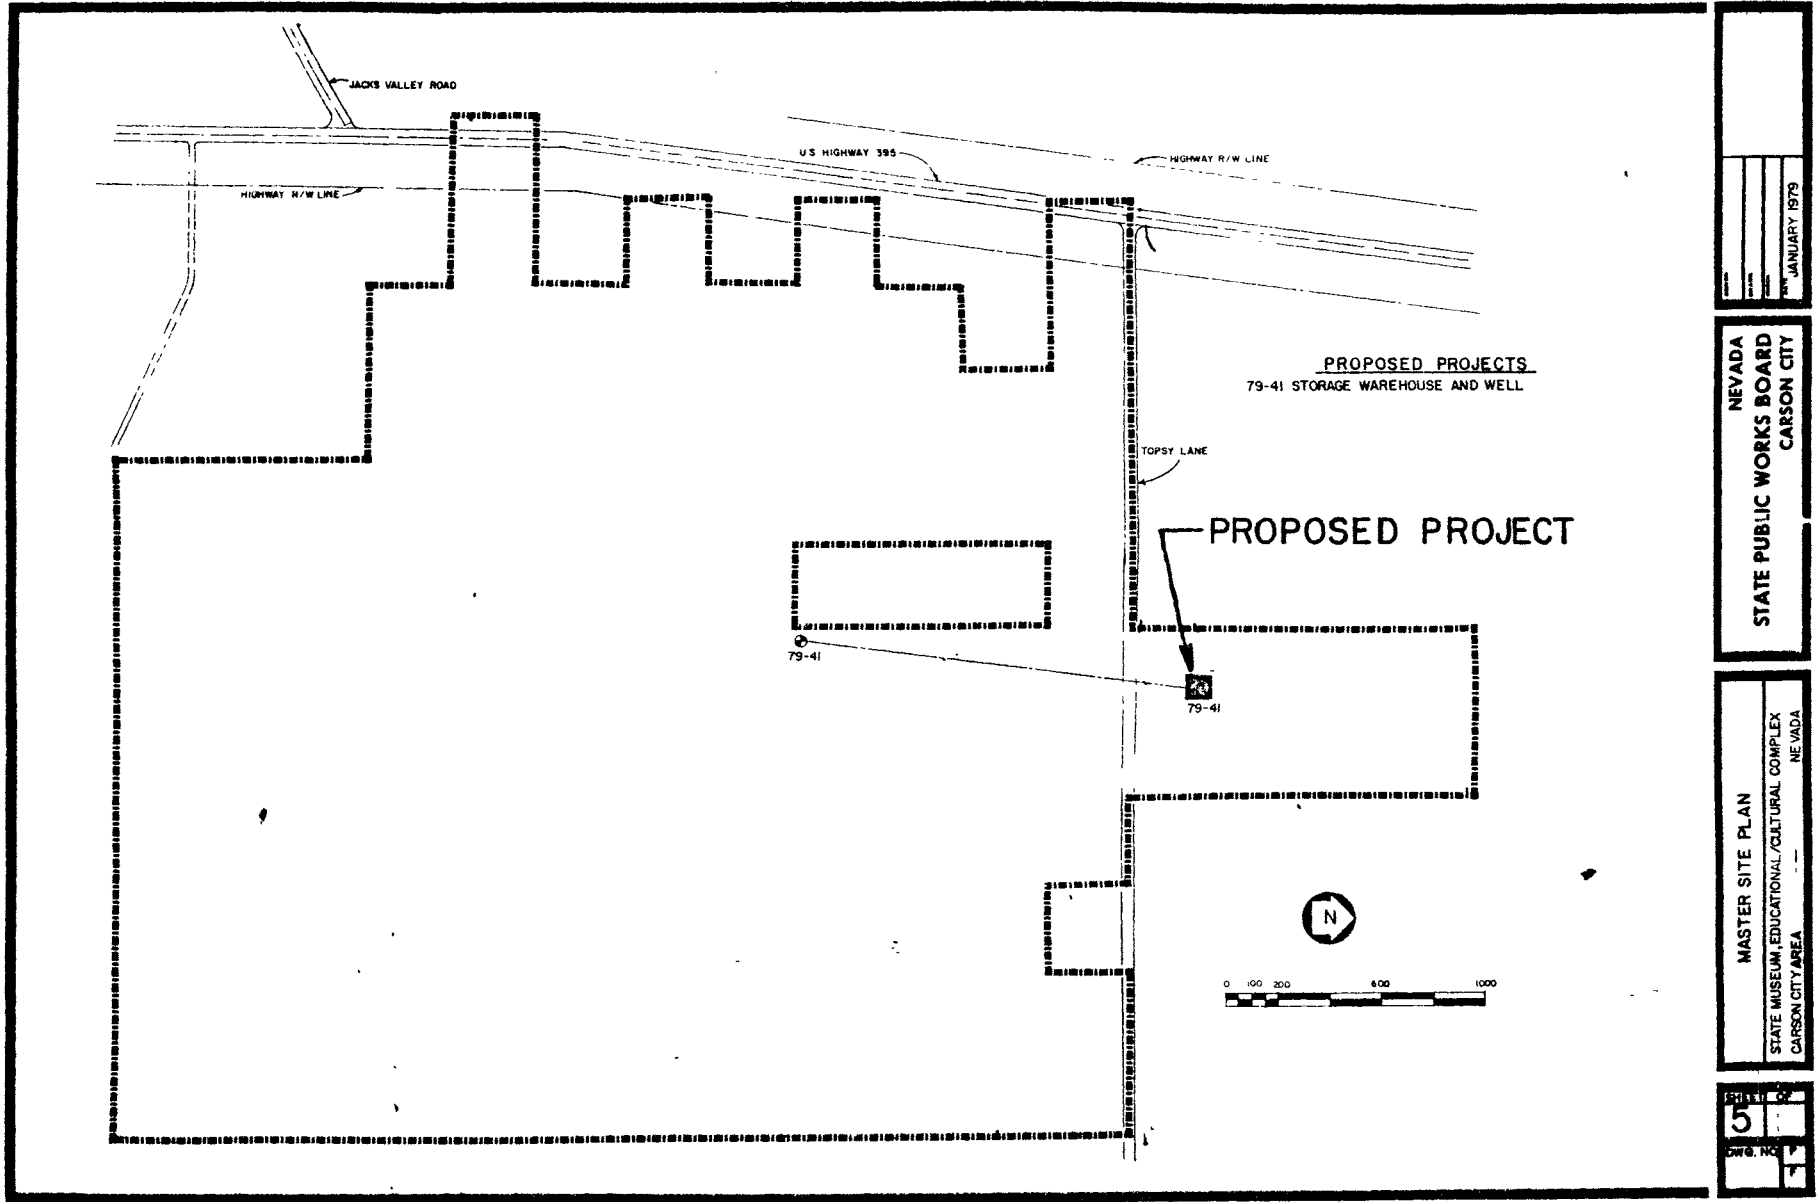 JACKS VALLEY ROAD
U.S HIGHWAY 395
HIGHWAY R/W LINE
HIGHWAY R/W LINE
PROPOSED PROJECTS
79-41 STORAGE WAREHOUSE AND WELL
TOPSY LANE
PROPOSED PROJECT
79-41
79-41
N
0 100 200 600 1000
JANUARY 1979
NEVADA
STATE PUBLIC WORKS BOARD
CARSON CITY
MASTER SITE PLAN
STATE MUSEUM, EDUCATIONAL/CULTURAL COMPLEX
CARSON CITY AREA -- NEVADA
SHEET OF
5
DWG. NO.